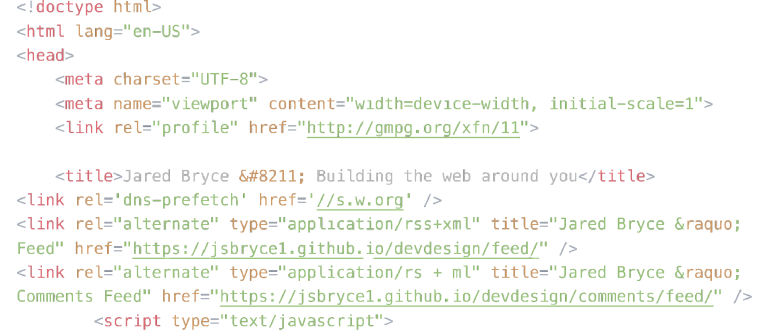 <!doctype html>
<html lang="en-US">
<head>
<meta charset="UTF-8">
<meta name="viewport" content="width=device-width, initial-scale=1">
<link rel="profile" href="http://gmpg.org/xfn/11">
<title>Jared Bryce &#8211; Building the web around you</title>
<link rel='dns-prefetch' href='//s.w.org' />
<link rel="alternate" type="application/rss+xml" title="Jared Bryce &raquo;
Feed" href="https://jsbryce1.github.io/devdesign/feed/" />
<link rel="alternate" type="application/rs + ml" title="Jared Bryce &raquo;
Comments Feed" href="https://jsbryce1.github.io/devdesign/comments/feed/" />
<script type="text/javascript">